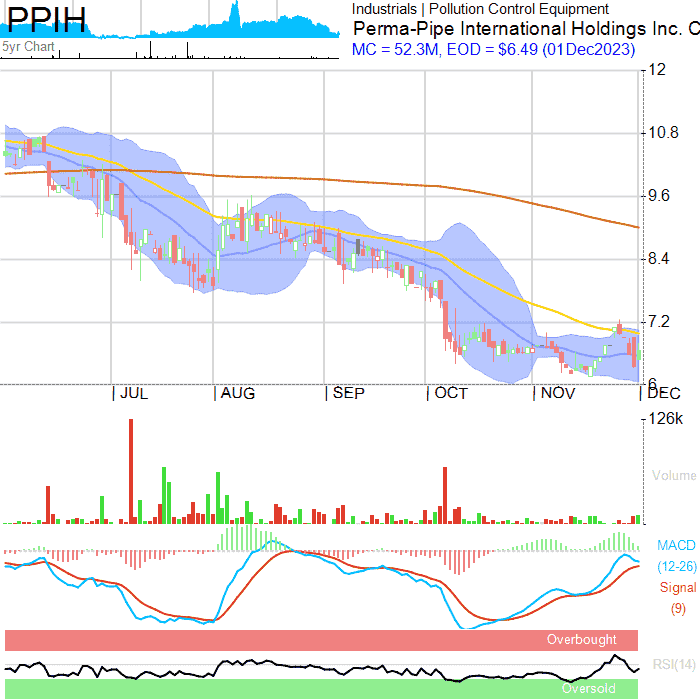 PPIH
5yr Chart
Industrials | Pollution Control Equipment
Perma-Pipe International Holdings Inc. C
MC = 52.3M, EOD = $6.49 (01Dec2023)
12
10.8
9.6
8.4
7.2
6
JUL AUG SEP OCT NOV DEC
126k
Volume
MACD
(12-26)
Signal
(9)
Overbought
RSI(14)
Oversold